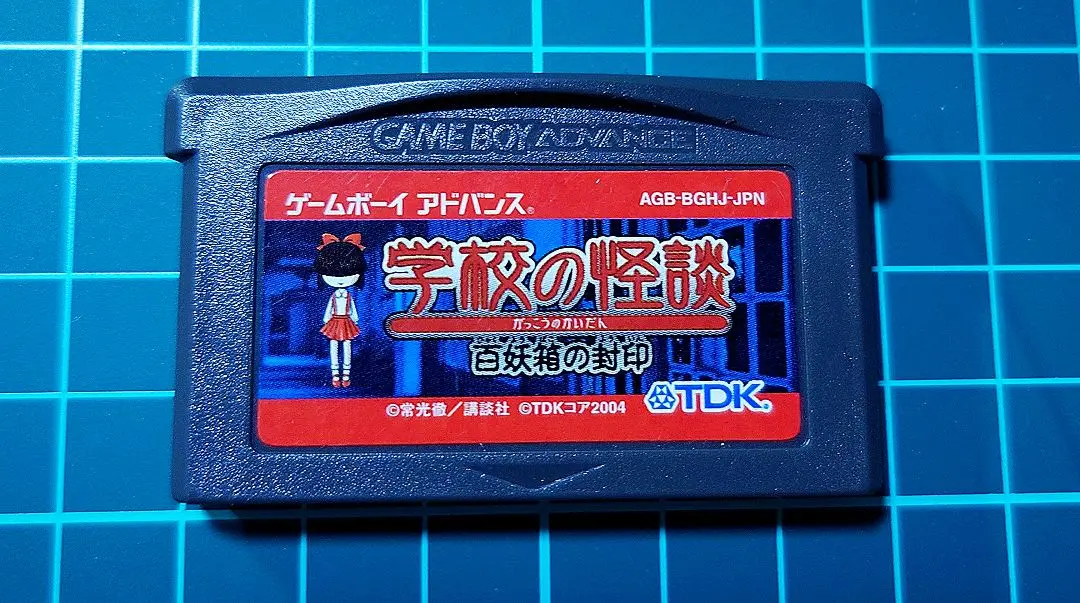 GAME BOY ADVANCE
ゲームボーイ アドバンス®
AGB-BGHJ-JPN
学校の怪談
がっこうのかいだん
百妖箱の封印
TDK®
©常光徹／講談社 ©TDKコア2004